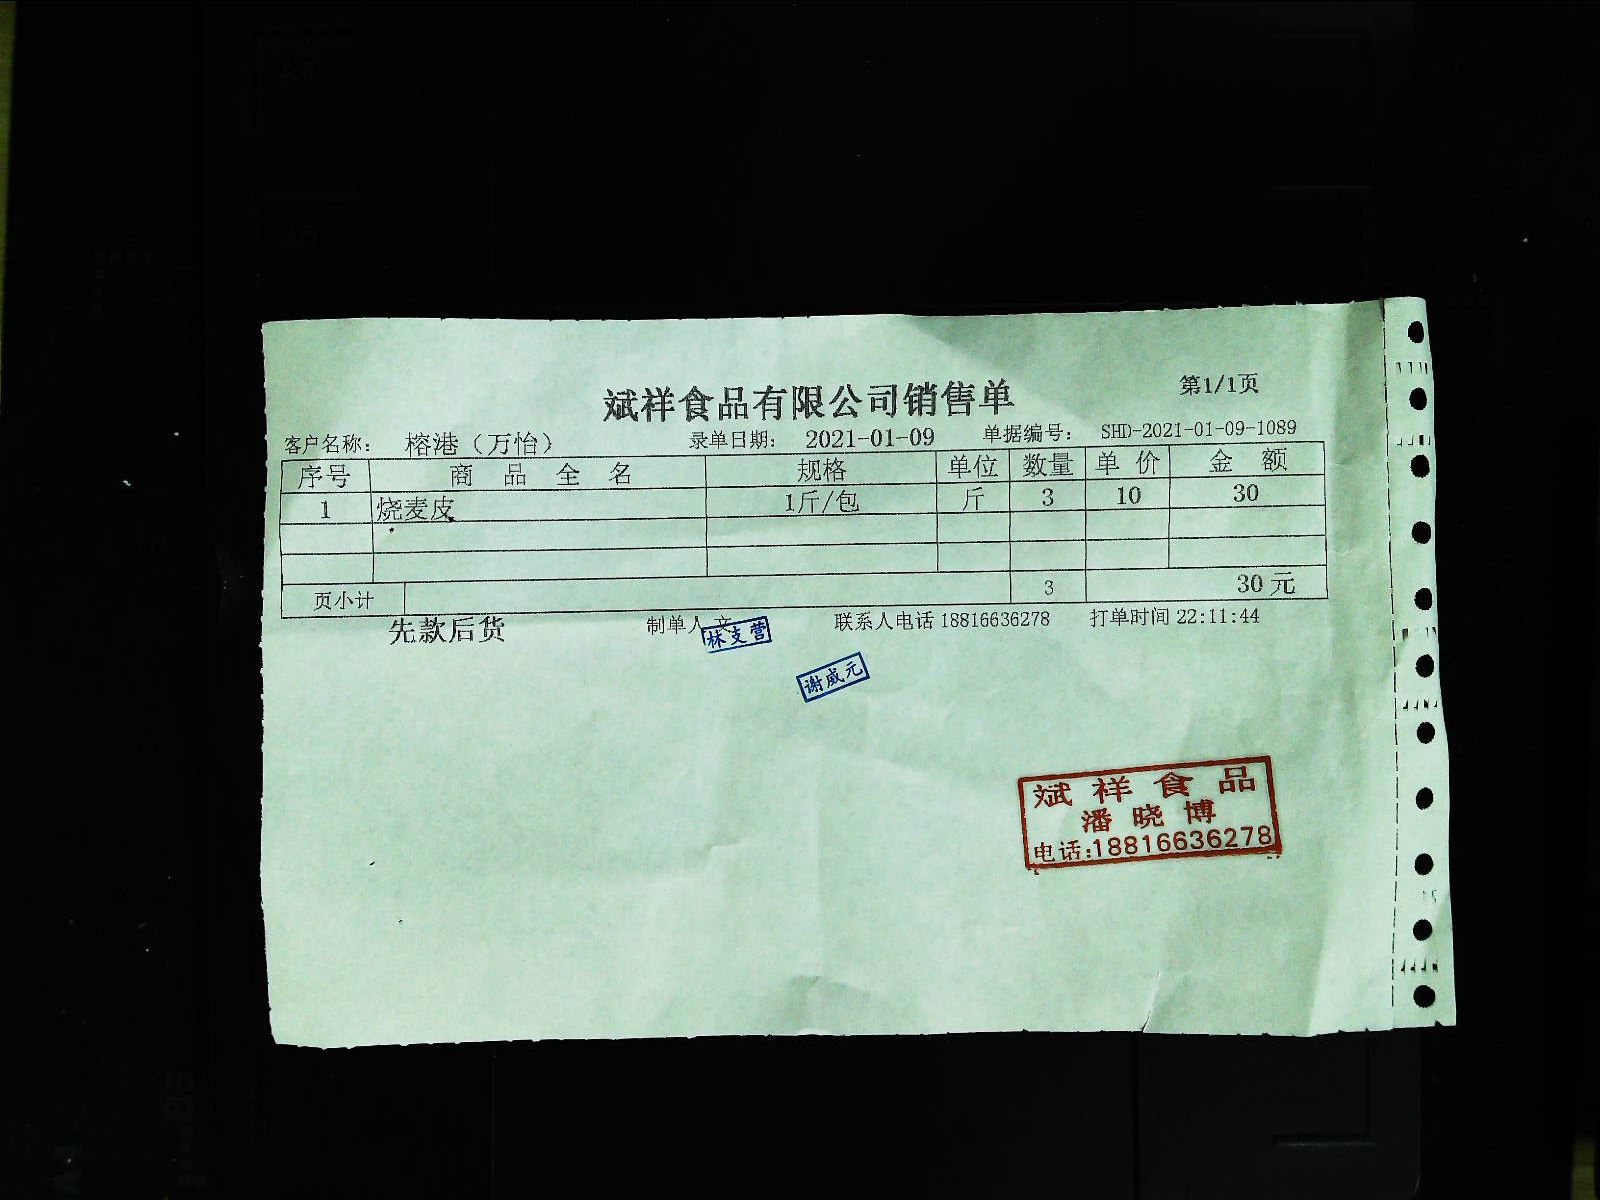 第1/1页
斌祥食品有限公司销售单
客户名称： 榕港（万怡） 录单日期： 2021-01-09 单据编号： SHD-2021-01-09-1089
序号 商品全名 规格 单位 数量 单价 金额
1 烧麦皮 1斤/包 斤 3 10 30
页小计 3 30元
先款后货 制单人 文 联系人电话 18816636278 打单时间 22:11:44
林支营
谢威元
斌祥食品
潘晓博
电话:18816636278